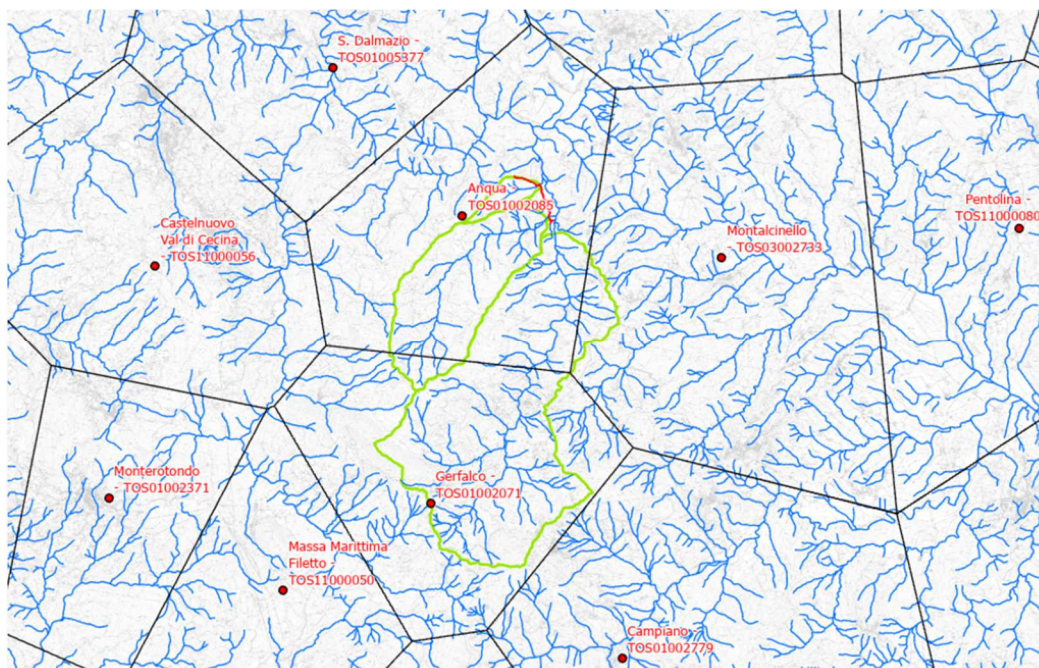 S. Dalmazio -
TOS01005377
Anqua -
TOS01002085
Pentolina -
TOS11000080
Castelnuovo
Val di Cecina
- TOS11000056
Montalcinello
- TOS03002733
Monterotondo
- TOS01002371
Gerfalco -
TOS01002071
Massa Marittima
Filetto -
TOS11000050
Campiano -
TOS01002779